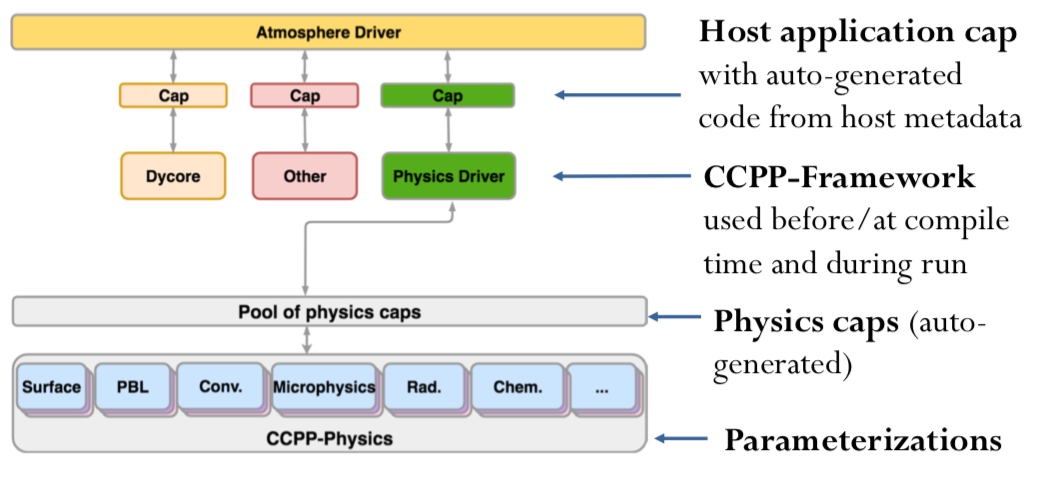 Atmosphere Driver
Cap
Cap
Cap
Dycore
Other
Physics Driver
Pool of physics caps
Surface
PBL
Conv.
Microphysics
Rad.
Chem.
...
CCPP-Physics
Host application cap
with auto-generated
code from host metadata
CCPP-Framework
used before/at compile
time and during run
Physics caps (auto-
generated)
Parameterizations